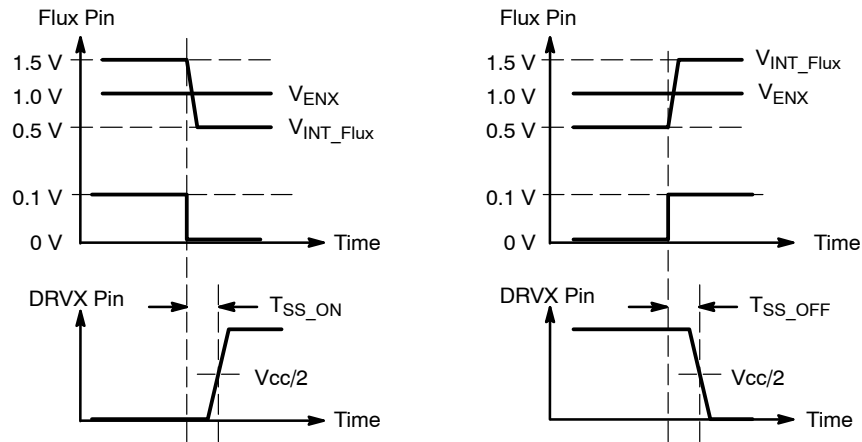 Flux Pin
1.5 V
1.0 V
V_ENX
0.5 V
V_INT_Flux
0.1 V
0 V
Time
DRVX Pin
T_SS_ON
Vcc/2
Time
Flux Pin
1.5 V
V_INT_Flux
1.0 V
V_ENX
0.5 V
0.1 V
0 V
Time
DRVX Pin
T_SS_OFF
Vcc/2
Time